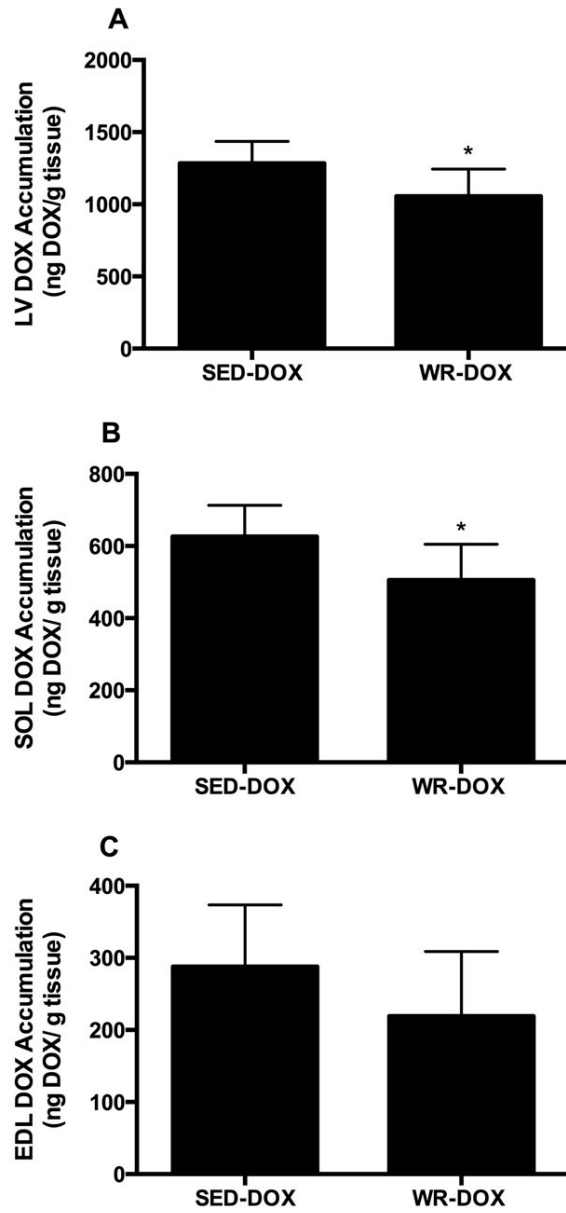 A
LV DOX Accumulation
(ng DOX/g tissue)
2000
1500
1000
500
0
*
SED-DOX WR-DOX
B
SOL DOX Accumulation
(ng DOX/ g tissue)
800
600
400
200
0
*
SED-DOX WR-DOX
C
EDL DOX Accumulation
(ng DOX/ g tissue)
400
300
200
100
0
SED-DOX WR-DOX